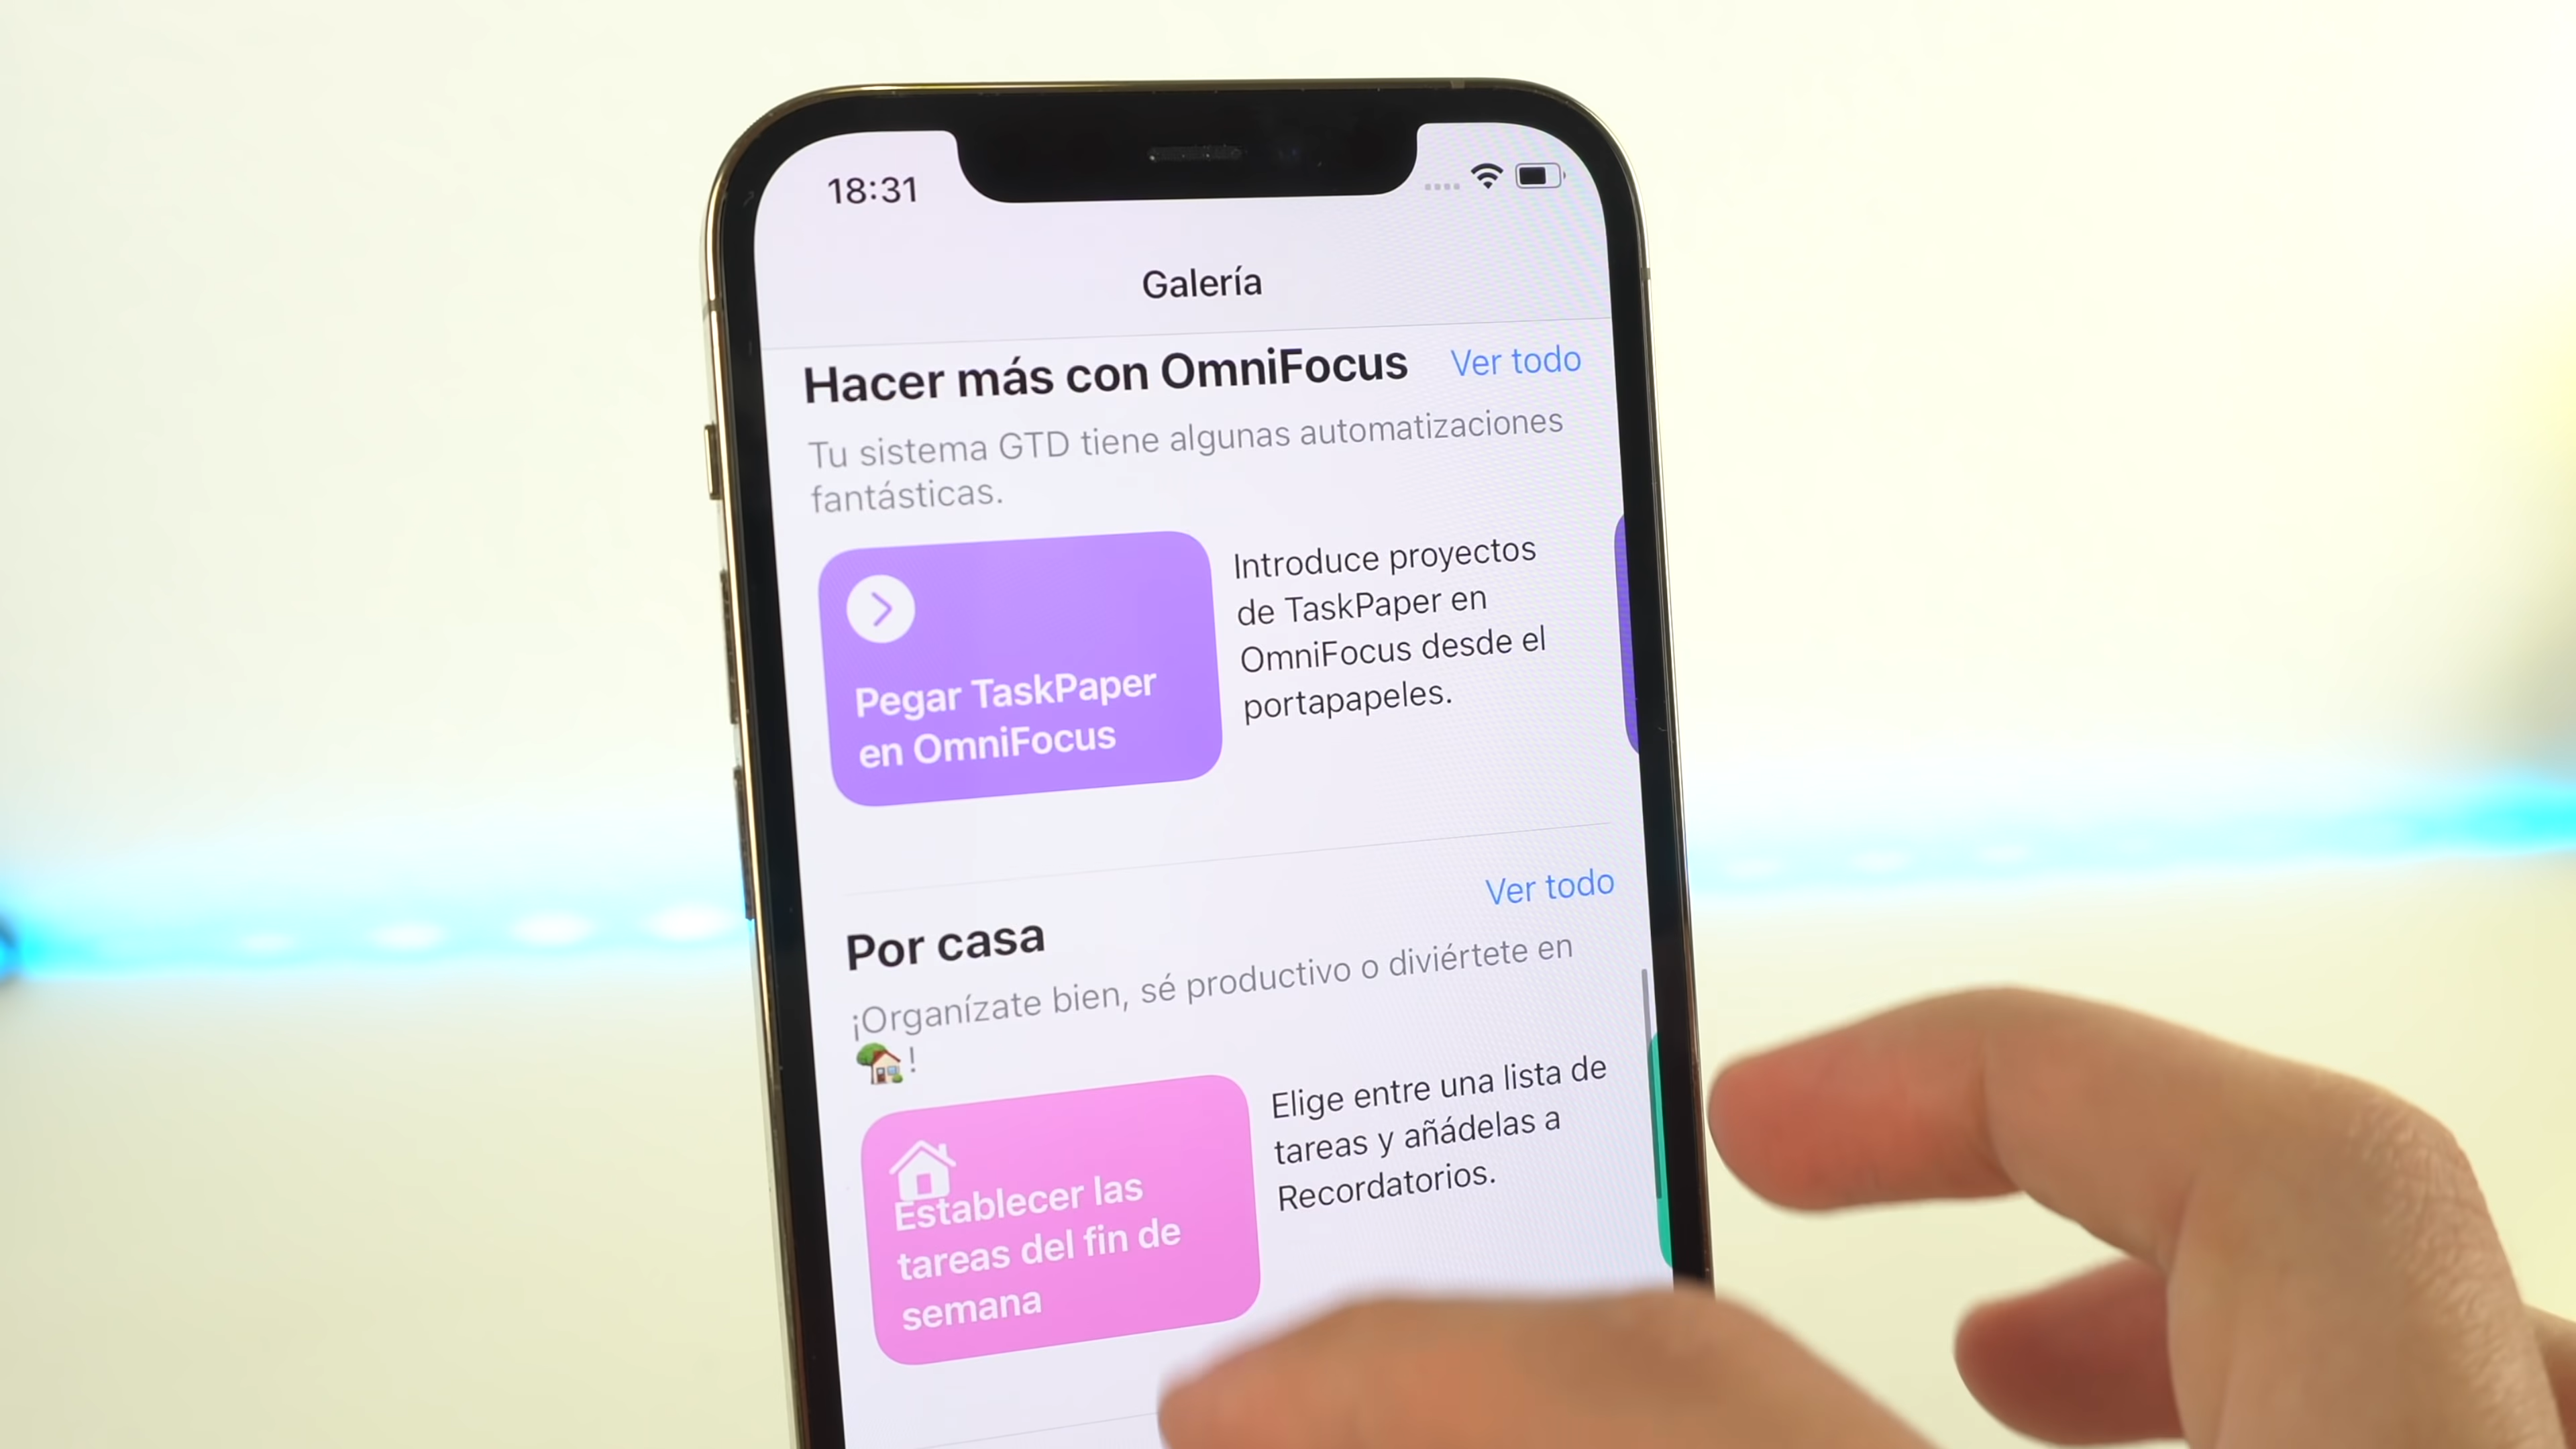 18:31
Galería
Hacer más con OmniFocus
Ver todo
Tu sistema GTD tiene algunas automatizaciones
fantásticas.
Pegar TaskPaper
en OmniFocus
Introduce proyectos
de TaskPaper en
OmniFocus desde el
portapapeles.
Ver todo
Por casa
¡Organízate bien, sé productivo o diviértete en
🏡!
Establecer las
tareas del fin de
semana
Elige entre una lista de
tareas y añádelas a
Recordatorios.